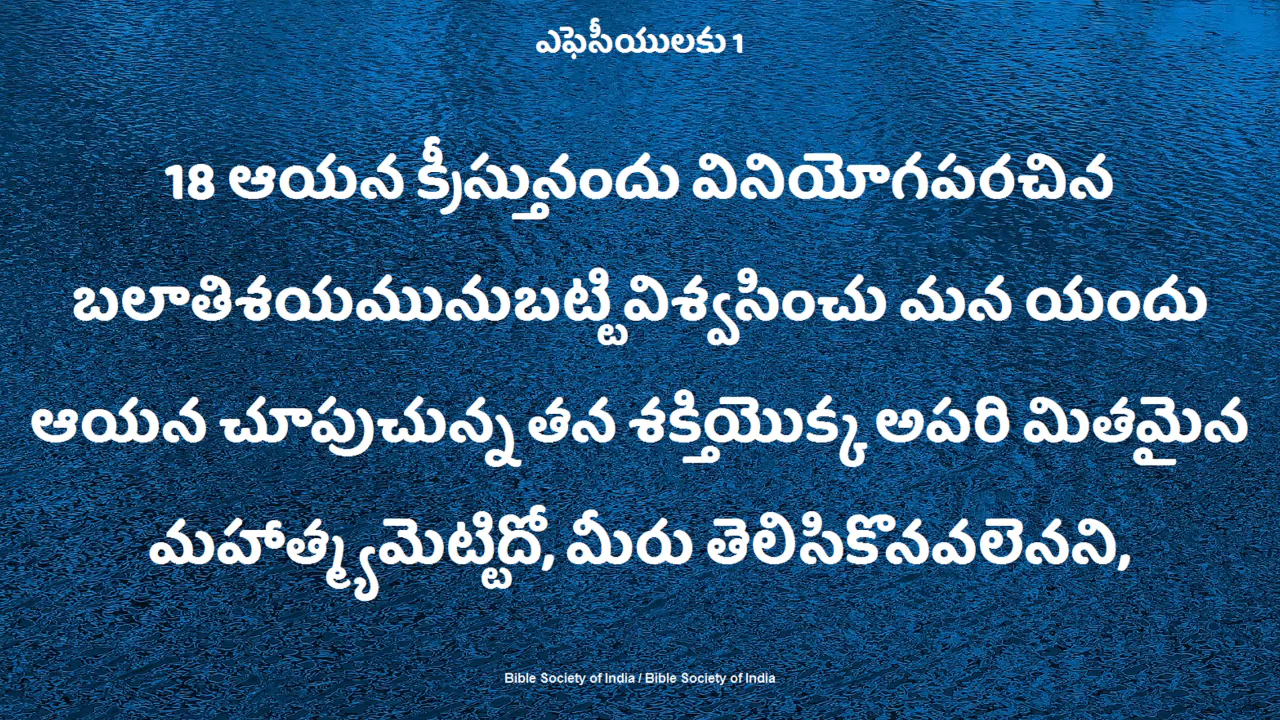 ఎఫెసీయులకు 1
18 ఆయన క్రీస్తునందు వినియోగపరచిన
బలాతిశయమునుబట్టి విశ్వసించు మన యందు
ఆయన చూపుచున్న తన శక్తియొక్క అపరి మితమైన
మహాత్మ్యమెట్టిదో, మీరు తెలిసికొనవలెనని,
Bible Society of India / Bible Society of India